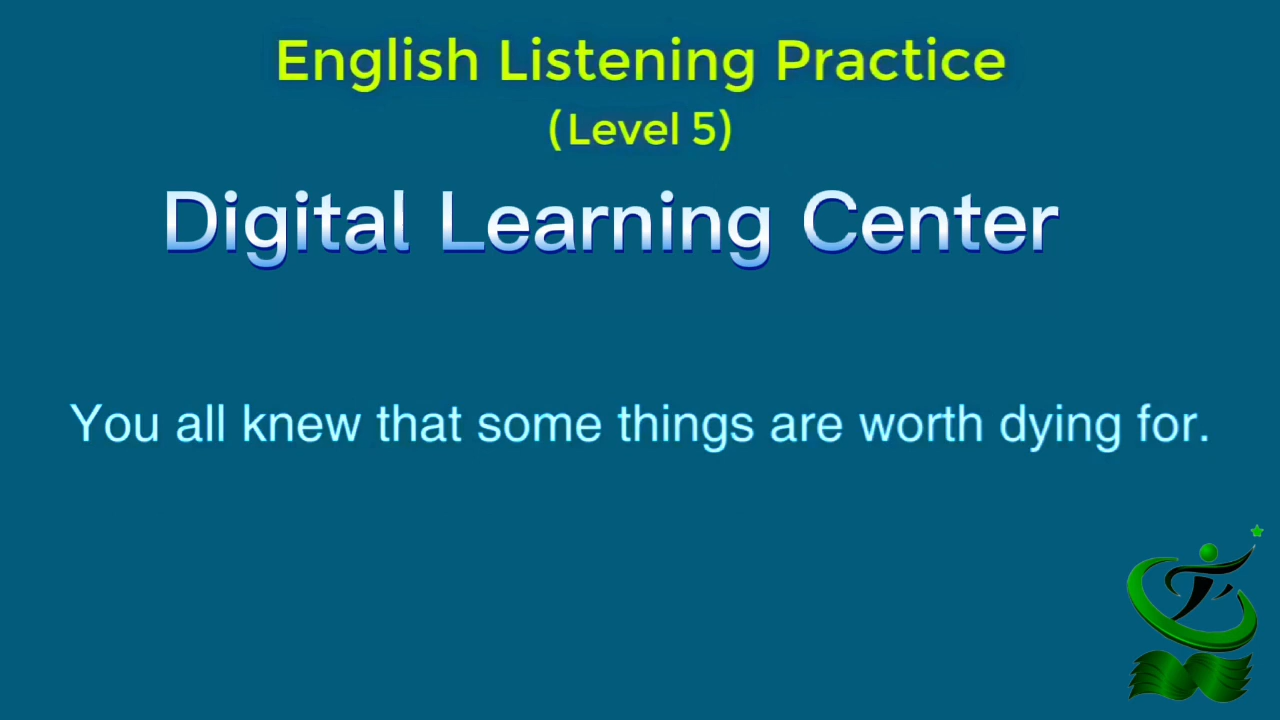 English Listening Practice
(Level 5)
Digital Learning Center
You all knew that some things are worth dying for.